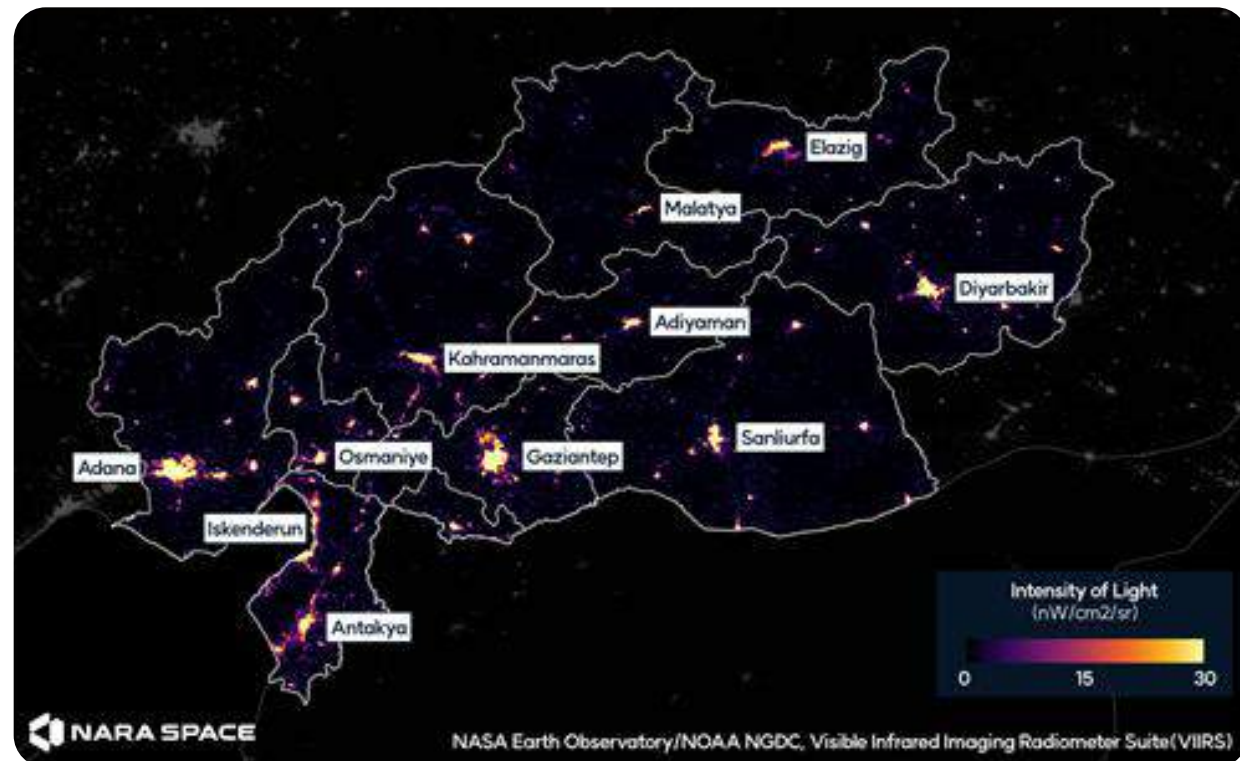 Elazig
Malatya
Diyarbakir
Adiyaman
Kahramanmaras
Sanliurfa
Adana
Osmaniye
Gaziantep
Iskenderun
Antakya
Intensity of Light
(nW/cm2/sr)
0 15 30
NARA SPACE
NASA Earth Observatory/NOAA NGDC, Visible Infrared Imaging Radiometer Suite(VIIRS)